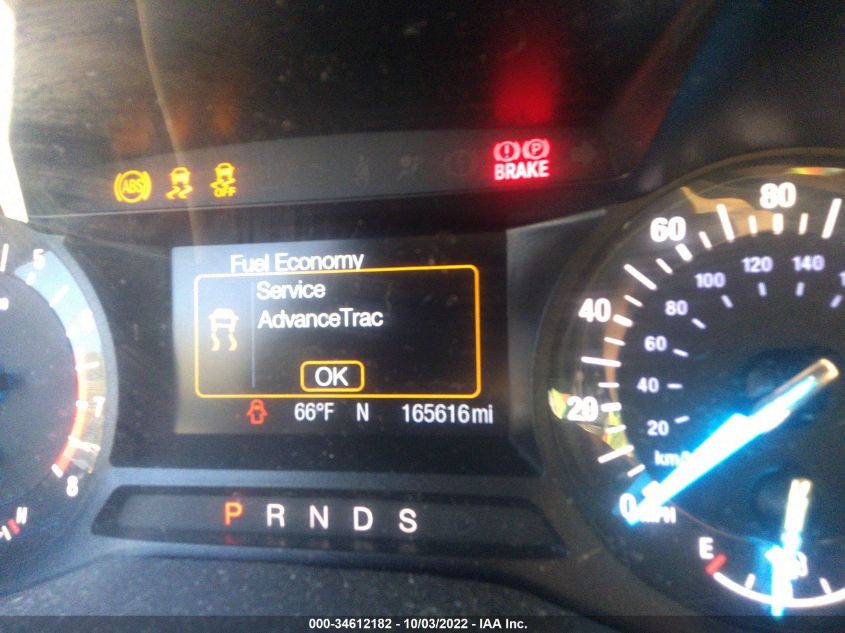 BRAKE
ABS
OFF
P
Fuel Economy
Service
AdvanceTrac
OK
66°F N 165616mi
P R N D S
5
7
8
H
0
20
40
60
80
20
40
60
80
100
120
140
km/h
MPH
E
000-34612182 - 10/03/2022 - IAA Inc.